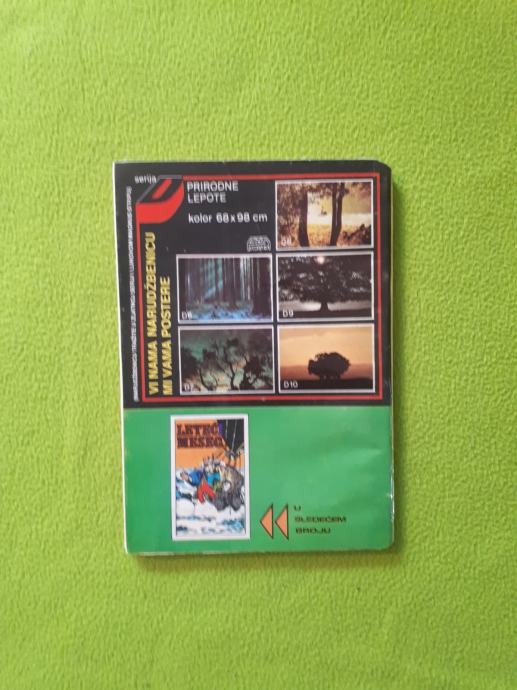 serija
PRIRODNE
LEPOTE
kolor 68 x 98 cm
VI NAMA NARUDŽBENICU
MI VAMA POSTERE
D6
D9
D7
D10
LETEĆI
MESEC
U
SLEDEĆEM
BROJU